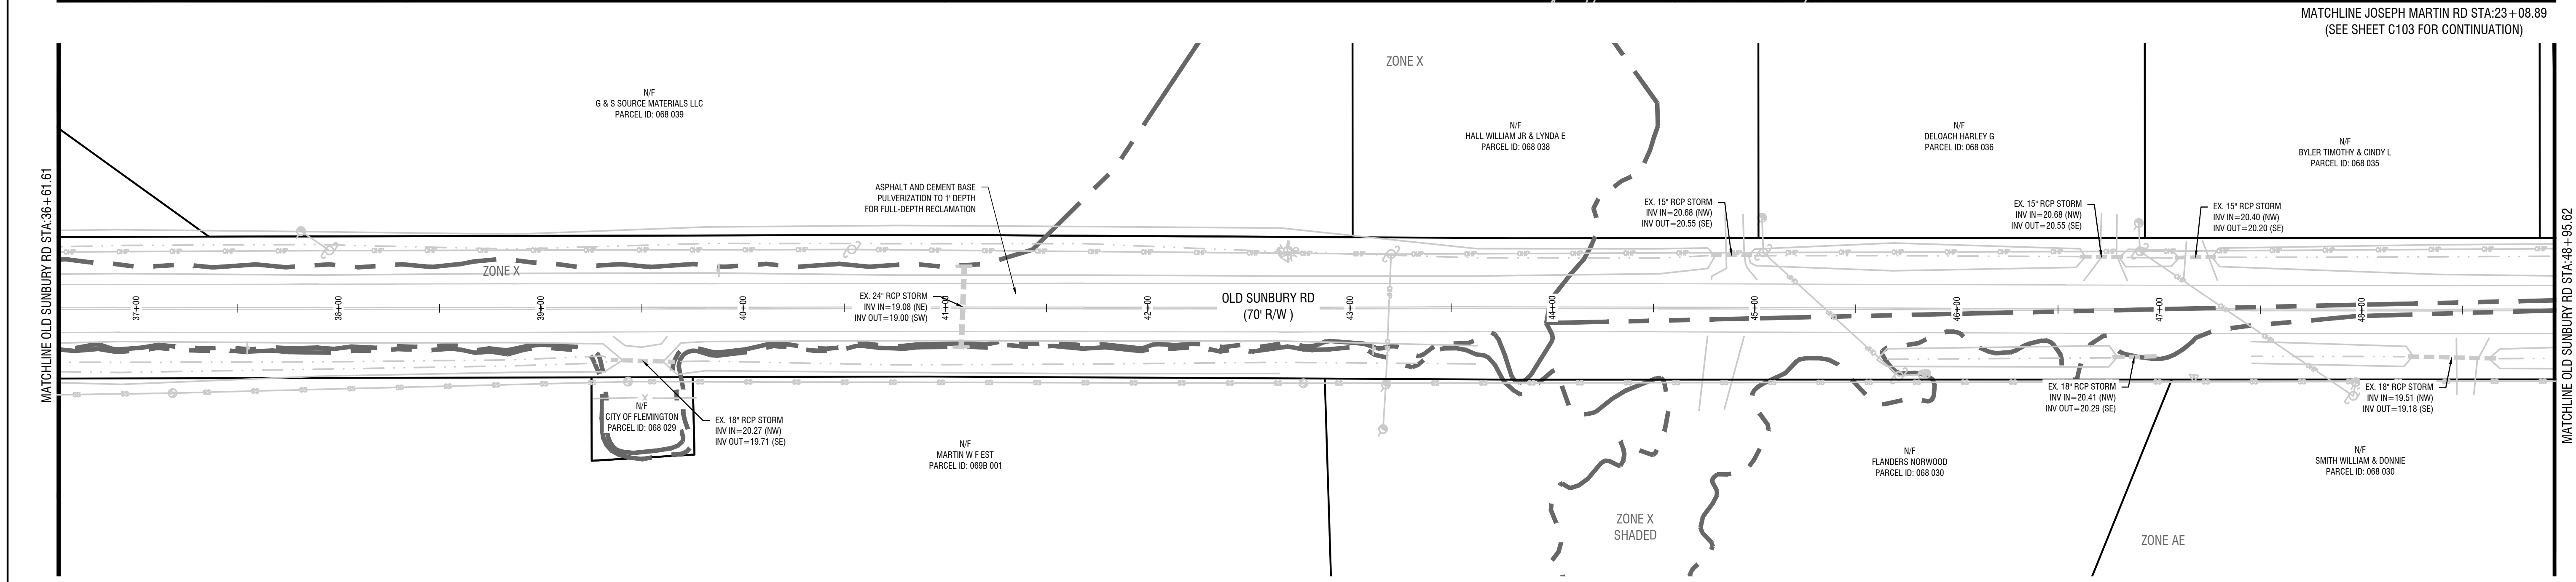 MATCHLINE JOSEPH MARTIN RD STA:23+08.89
(SEE SHEET C103 FOR CONTINUATION)
MATCHLINE OLD SUNBURY RD STA:36+61.61
N/F
G & S SOURCE MATERIALS LLC
PARCEL ID: 068 039
ZONE X
N/F
HALL WILLIAM JR & LYNDA E
PARCEL ID: 068 038
N/F
DELOACH HARLEY G
PARCEL ID: 068 036
N/F
BYLER TIMOTHY & CINDY L
PARCEL ID: 068 035
ASPHALT AND CEMENT BASE
PULVERIZATION TO 1' DEPTH
FOR FULL-DEPTH RECLAMATION
EX. 15" RCP STORM
INV IN=20.68 (NW)
INV OUT=20.55 (SE)
EX. 15" RCP STORM
INV IN=20.68 (NW)
INV OUT=20.55 (SE)
EX. 15" RCP STORM
INV IN=20.40 (NW)
INV OUT=20.20 (SE)
ZONE X
EX. 24" RCP STORM
INV IN=19.08 (NE)
INV OUT=19.00 (SW)
OLD SUNBURY RD
(70' R/W )
37+00
38+00
39+00
40+00
41+00
42+00
43+00
44+00
45+00
46+00
47+00
48+00
N/F
CITY OF FLEMINGTON
PARCEL ID: 068 029
EX. 18" RCP STORM
INV IN=20.27 (NW)
INV OUT=19.71 (SE)
N/F
MARTIN W F EST
PARCEL ID: 069B 001
EX. 18" RCP STORM
INV IN=20.41 (NW)
INV OUT=20.29 (SE)
EX. 18" RCP STORM
INV IN=19.51 (NW)
INV OUT=19.18 (SE)
N/F
FLANDERS NORWOOD
PARCEL ID: 068 030
N/F
SMITH WILLIAM & DONNIE
PARCEL ID: 068 030
ZONE X
SHADED
ZONE AE
MATCHLINE OLD SUNBURY RD STA:48+95.62